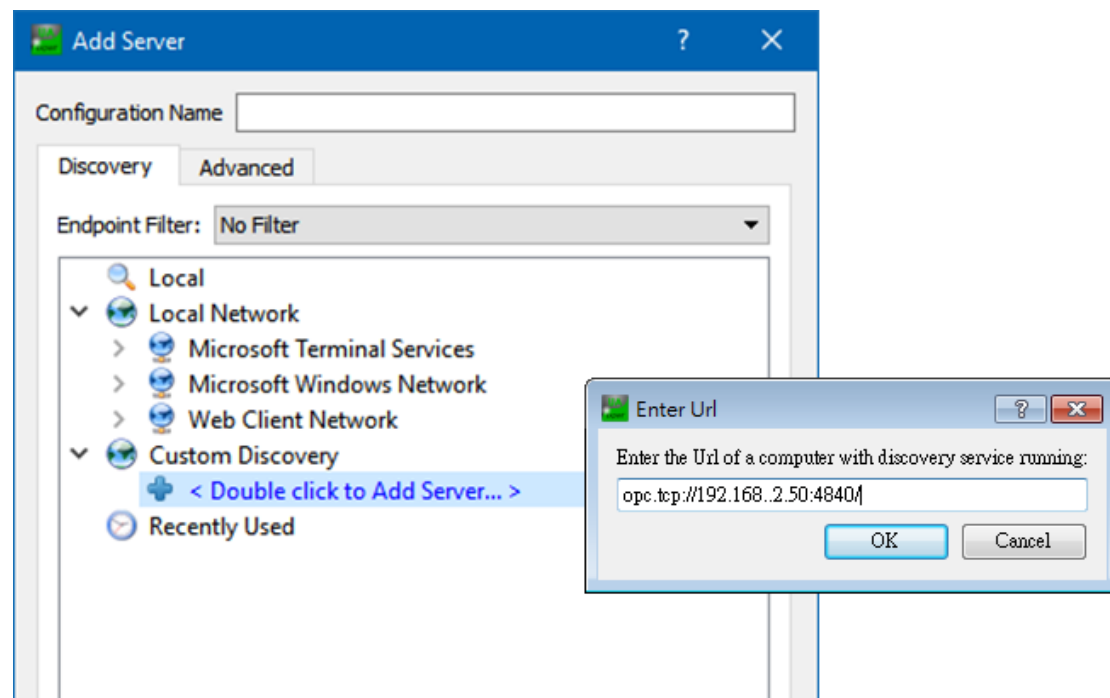 Add Server
?
Configuration Name
Discovery
Advanced
Endpoint Filter: No Filter
Local
Local Network
Microsoft Terminal Services
Microsoft Windows Network
Web Client Network
Custom Discovery
< Double click to Add Server... >
Recently Used
Enter Url
?
Enter the Url of a computer with discovery service running:
opc.tcp://192.168..2.50:4840/
OK
Cancel